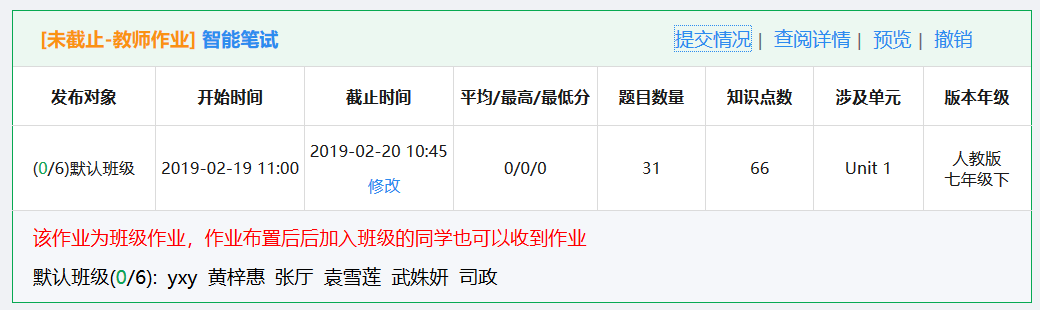 [未截止-教师作业] 智能笔试 提交情况 | 查阅详情 | 预览 | 撤销
发布对象 开始时间 截止时间 平均/最高/最低分 题目数量 知识点数 涉及单元 版本年级
(0/6)默认班级 2019-02-19 11:00 2019-02-20 10:45 0/0/0 31 66 Unit 1 人教版
修改 七年级下
该作业为班级作业，作业布置后后加入班级的同学也可以收到作业
默认班级(0/6): yxy 黄梓惠 张厅 袁雪莲 武姝妍 司政